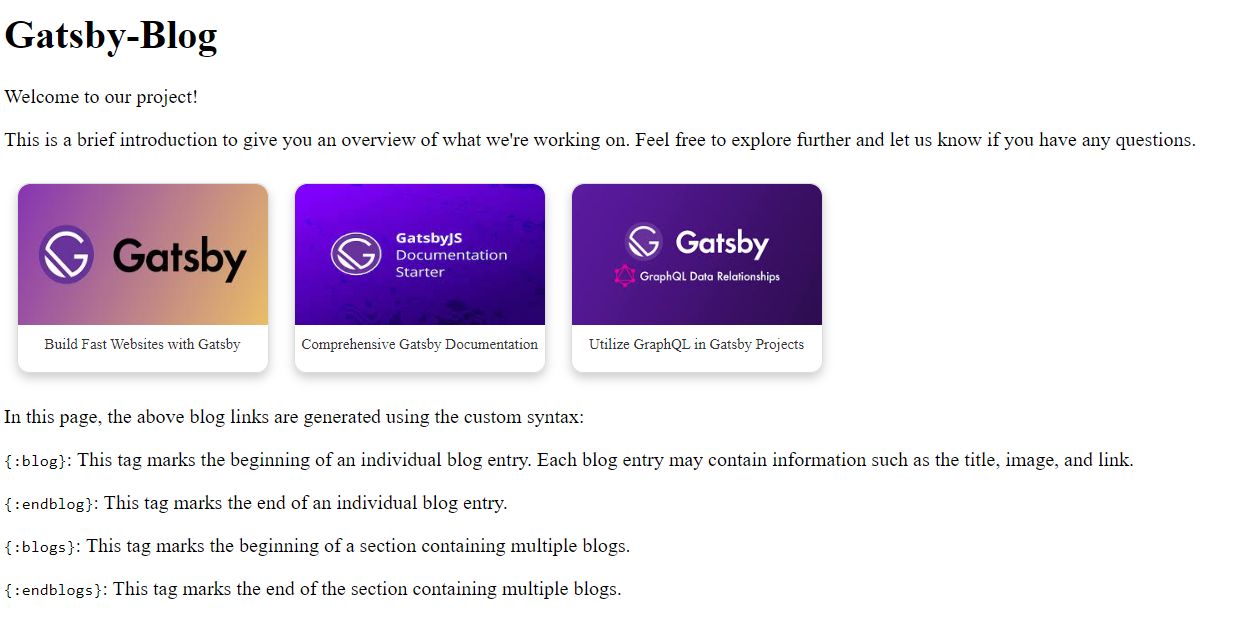 Gatsby-Blog
Welcome to our project!
This is a brief introduction to give you an overview of what we're working on. Feel free to explore further and let us know if you have any questions.
Gatsby
GatsbyJS
Documentation
Starter
Gatsby
GraphQL Data Relationships
Build Fast Websites with Gatsby
Comprehensive Gatsby Documentation
Utilize GraphQL in Gatsby Projects
In this page, the above blog links are generated using the custom syntax:
{:blog}: This tag marks the beginning of an individual blog entry. Each blog entry may contain information such as the title, image, and link.
{:endblog}: This tag marks the end of an individual blog entry.
{:blogs}: This tag marks the beginning of a section containing multiple blogs.
{:endblogs}: This tag marks the end of the section containing multiple blogs.